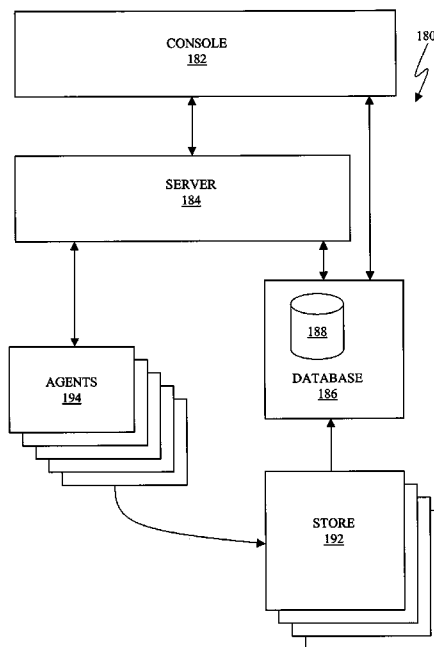 180
CONSOLE
182
SERVER
184
188
DATABASE
186
AGENTS
194
STORE
192